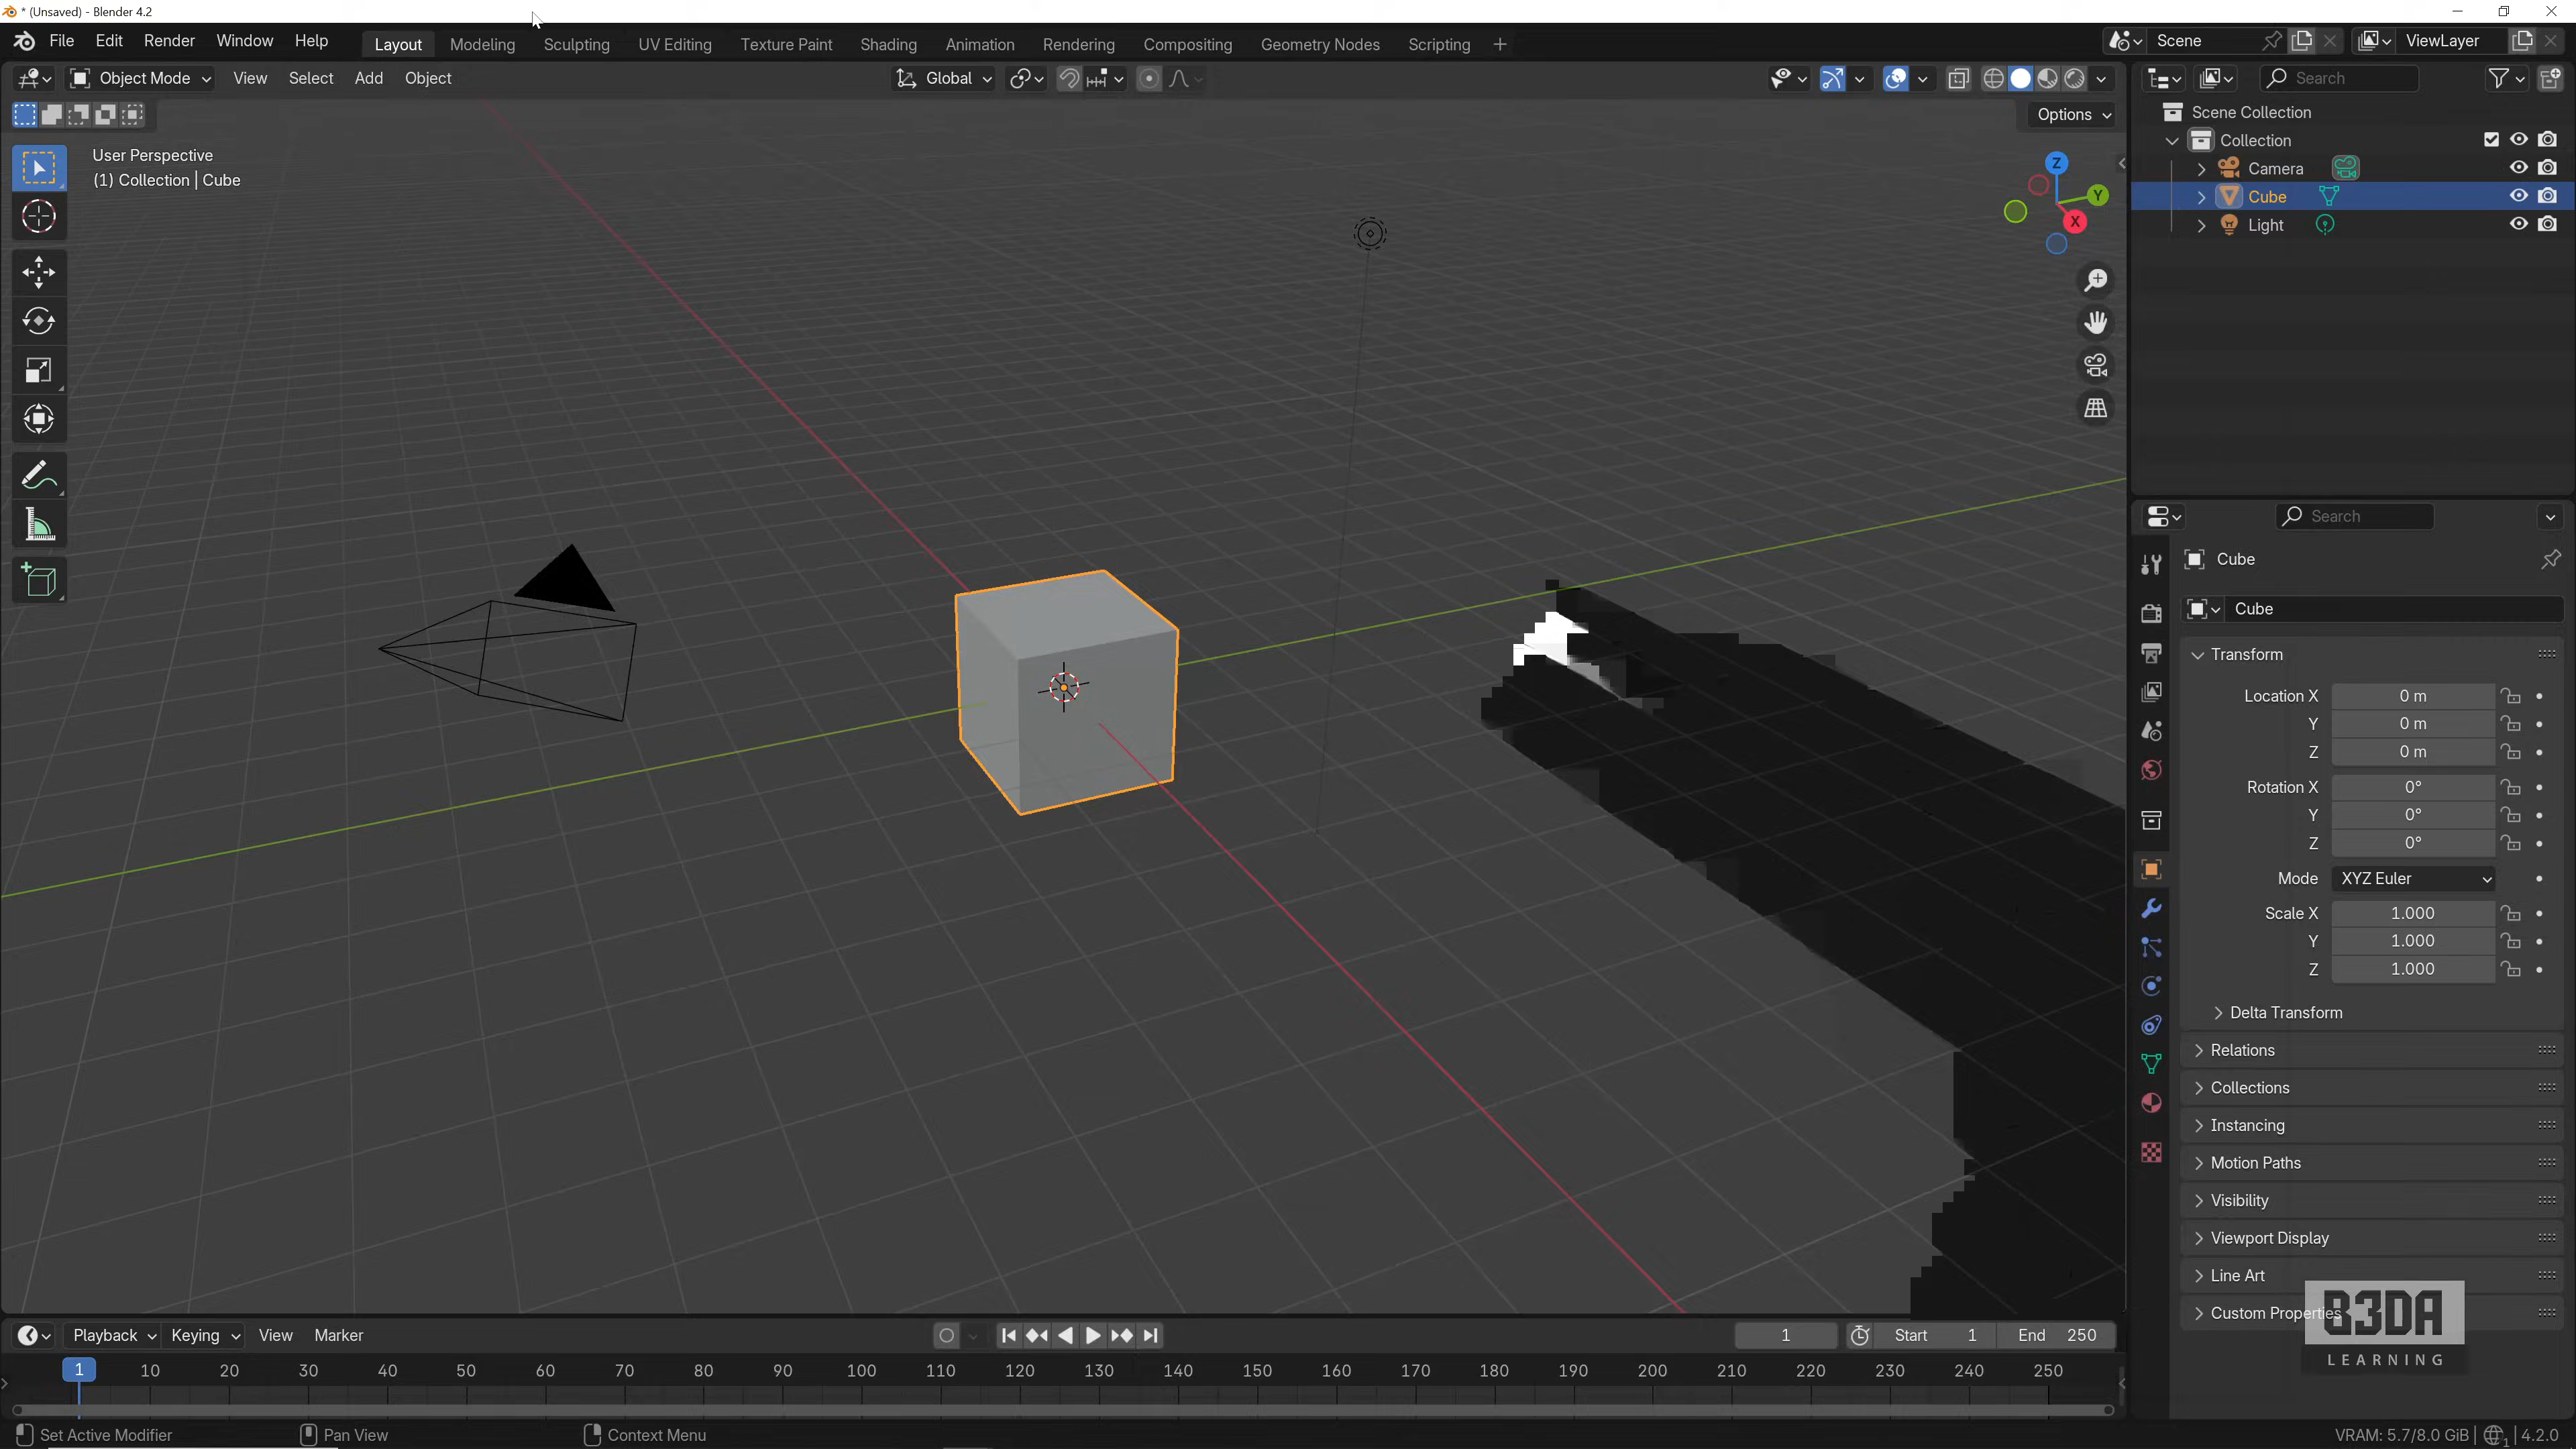 * (Unsaved) - Blender 4.2
File Edit Render Window Help
Layout Modeling Sculpting UV Editing Texture Paint Shading Animation Rendering Compositing Geometry Nodes Scripting +
Scene
ViewLayer
Object Mode View Select Add Object
Global
Search
Options
User Perspective
(1) Collection | Cube
Z
Y
X
Scene Collection
Collection
Camera
Cube
Light
Search
Cube
Cube
Transform
Location X 0 m
Y 0 m
Z 0 m
Rotation X 0°
Y 0°
Z 0°
Mode XYZ Euler
Scale X 1.000
Y 1.000
Z 1.000
Delta Transform
Relations
Collections
Instancing
Motion Paths
Visibility
Viewport Display
Line Art
Custom Properties
B3DA
LEARNING
Playback Keying View Marker
1 Start 1 End 250
1 10 20 30 40 50 60 70 80 90 100 110 120 130 140 150 160 170 180 190 200 210 220 230 240 250
Set Active Modifier Pan View Context Menu
VRAM: 5.7/8.0 GiB | 1 | 4.2.0